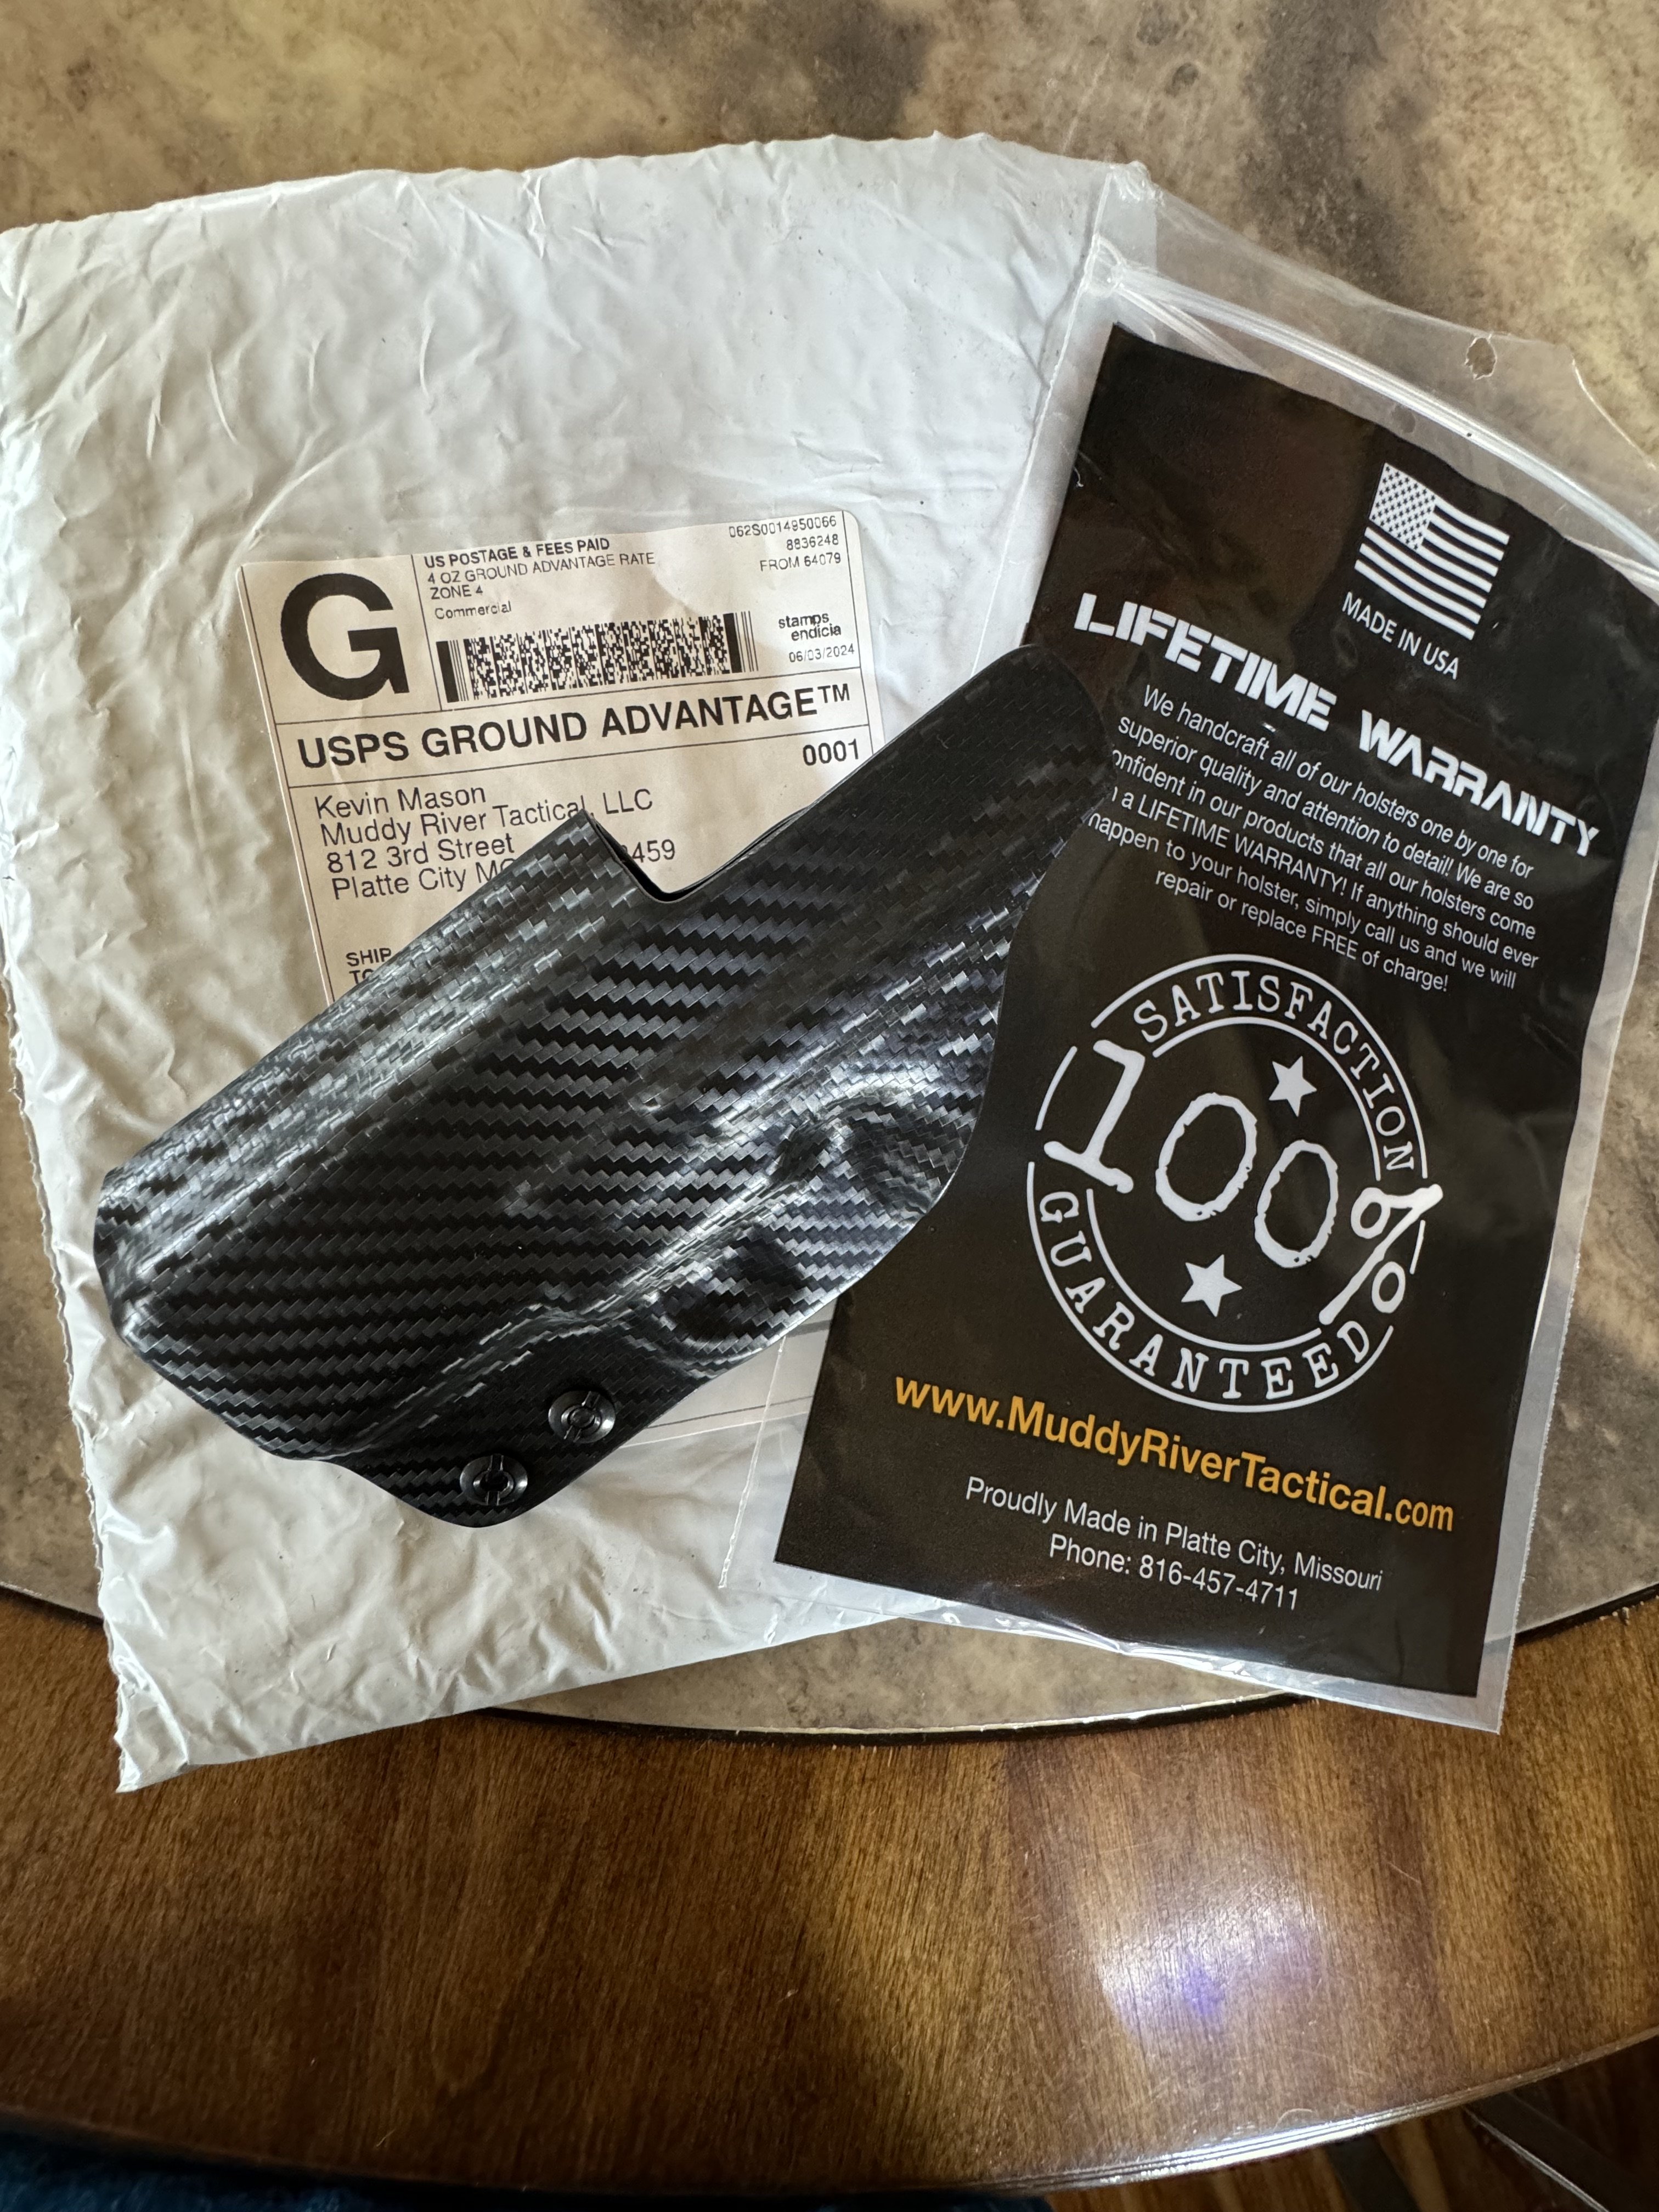 G
US POSTAGE & FEES PAID
4 OZ GROUND ADVANTAGE RATE
ZONE 4
Commercial
062S0014950066
8836248
FROM 64079
stamps
endicia
06/03/2024
USPS GROUND ADVANTAGE™
0001
Kevin Mason
Muddy River Tactical, LLC
812 3rd Street
Platte City
SHIP
MADE IN USA
LIFETIME WARRANTY
We handcraft all of our holsters one by one for
superior quality and attention to detail! We are so
in our products that all our holsters come
a LIFETIME WARRANTY! If anything should ever
to your holster, simply call us and we will
repair or replace FREE of charge!
SATISFACTION
100%
GUARANTEED
www.MuddyRiverTactical.com
Proudly Made in Platte City, Missouri
Phone: 816-457-4711